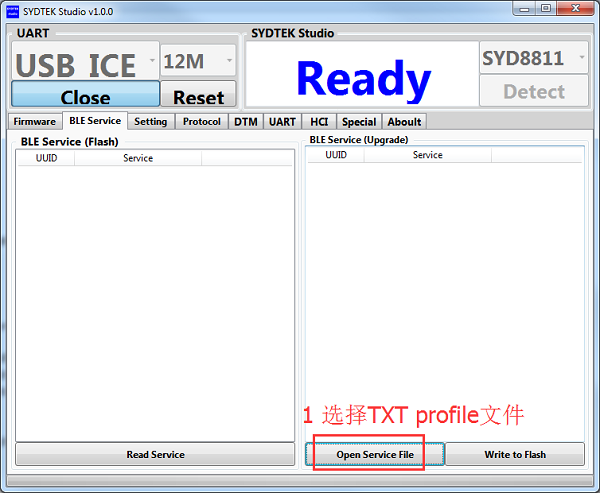 SYDTEK Studio v1.0.0
UART
USB ICE
12M
Close
Reset
SYDTEK Studio
Ready
SYD8811
Detect
Firmware
BLE Service
Setting
Protocol
DTM
UART
HCI
Special
Aboult
BLE Service (Flash)
UUID Service
BLE Service (Upgrade)
UUID Service
1 选择TXT profile文件
Read Service
Open Service File
Write to Flash